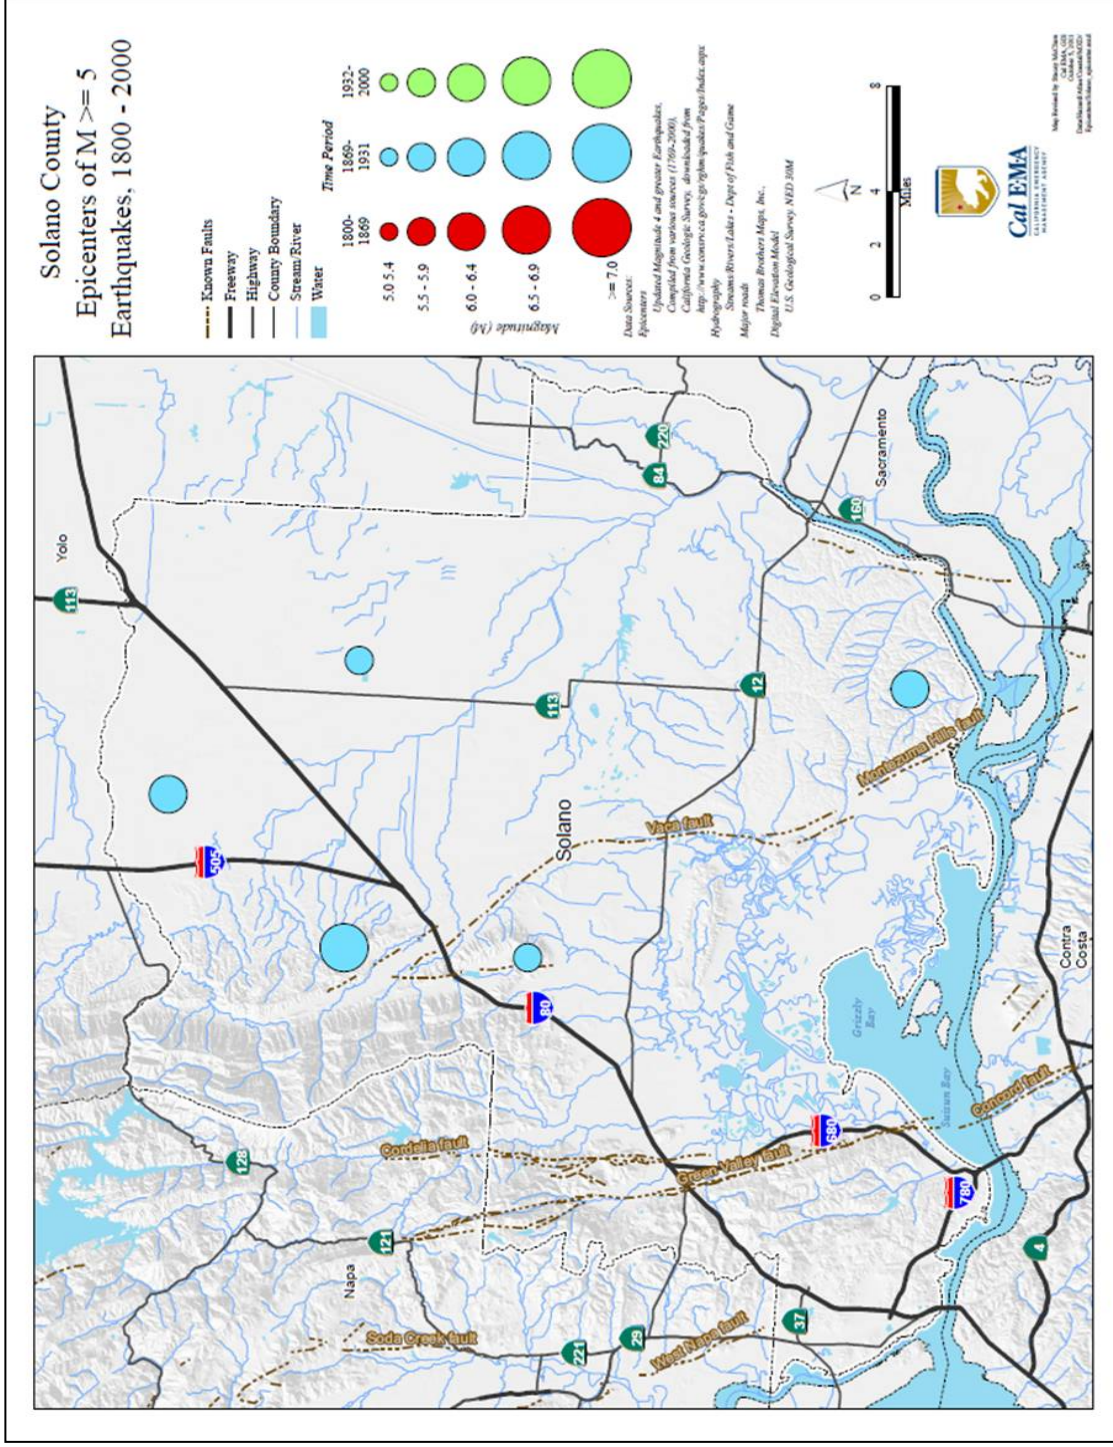 Solano County
Epicenters of M >= 5
Earthquakes, 1800 - 2000
Known Faults
Freeway
Highway
County Boundary
Stream/River
Water
Time Period
1800-
1869
1869-
1931
1932-
2000
Magnitude (M)
5.0 5.4
5.5 - 5.9
6.0 - 6.4
6.5 - 6.9
>= 7.0
Data Sources:
Epicenters
Updated Magnitude 4 and greater Earthquakes,
Compiled from various sources (1769-2000),
California Geologic Survey, downloaded from
Hydrography
Streams/Rivers/Lakes - Dept of Fish and Game
Major roads
Thomas Brothers Maps, Inc.,
Digital Elevation Model
U.S. Geological Survey, NED 30M
N
0 2 4 8
Miles
Cal EMA
CALIFORNIA EMERGENCY
MANAGEMENT AGENCY
Yolo
113
505
128
121
Napa
Soda Creek fault
Cordelia fault
80
Solano
113
Vaca fault
84
220
12
160
Sacramento
Montezuma Hills fault
Green Valley fault
221
29
West Napa fault
37
680
780
Grizzly
Bay
Suisun Bay
Concord fault
4
Contra
Costa